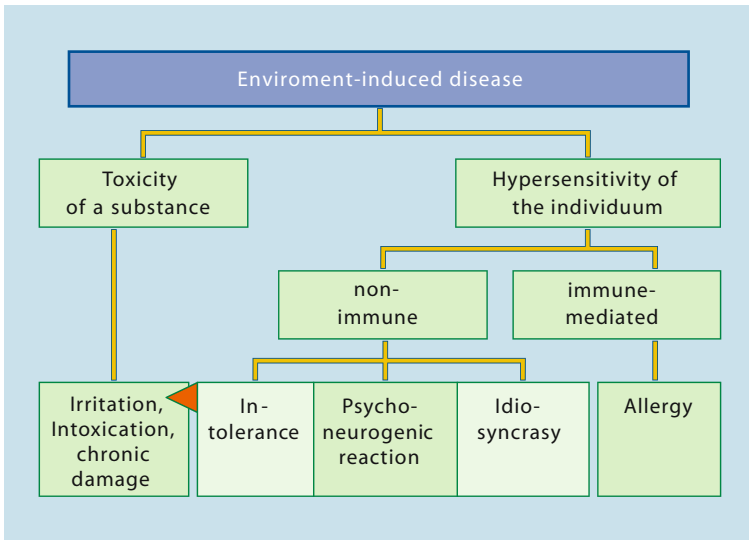 Enviroment-induced disease
Toxicity
of a substance
Hypersensitivity of
the individuum
non-
immune
immune-
mediated
Irritation,
Intoxication,
chronic
damage
In-
tolerance
Psycho-
neurogenic
reaction
Idio-
syncrasy
Allergy